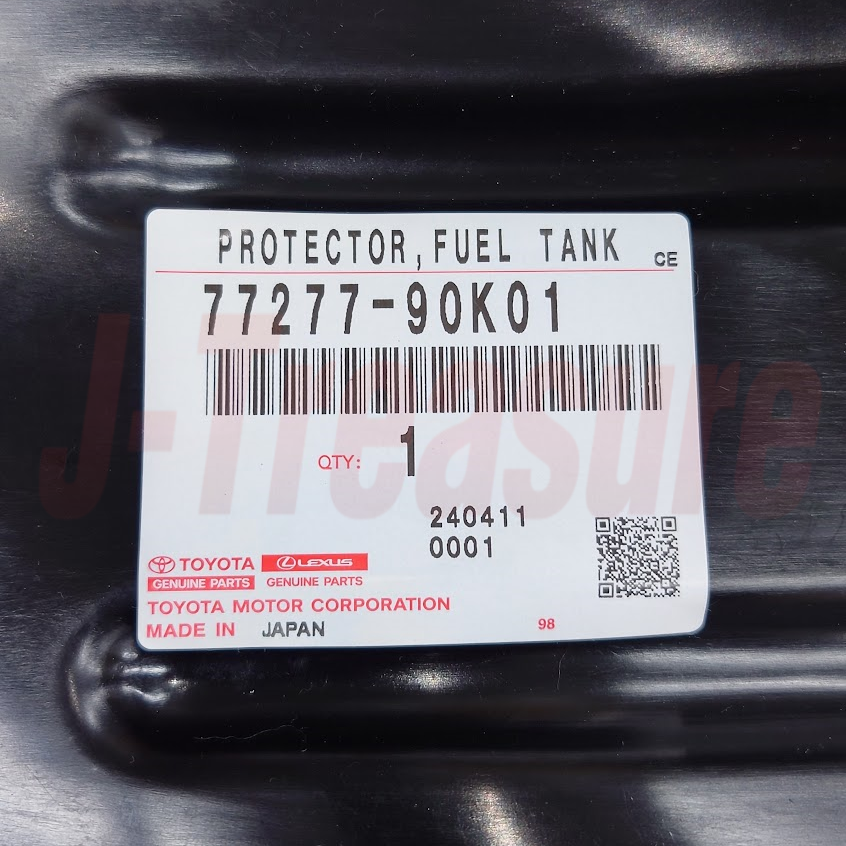 PROTECTOR, FUEL TANK CE
77277-90K01
QTY: 1
240411
0001
TOYOTA LEXUS
GENUINE PARTS GENUINE PARTS
TOYOTA MOTOR CORPORATION
MADE IN JAPAN 98
J-Treasure